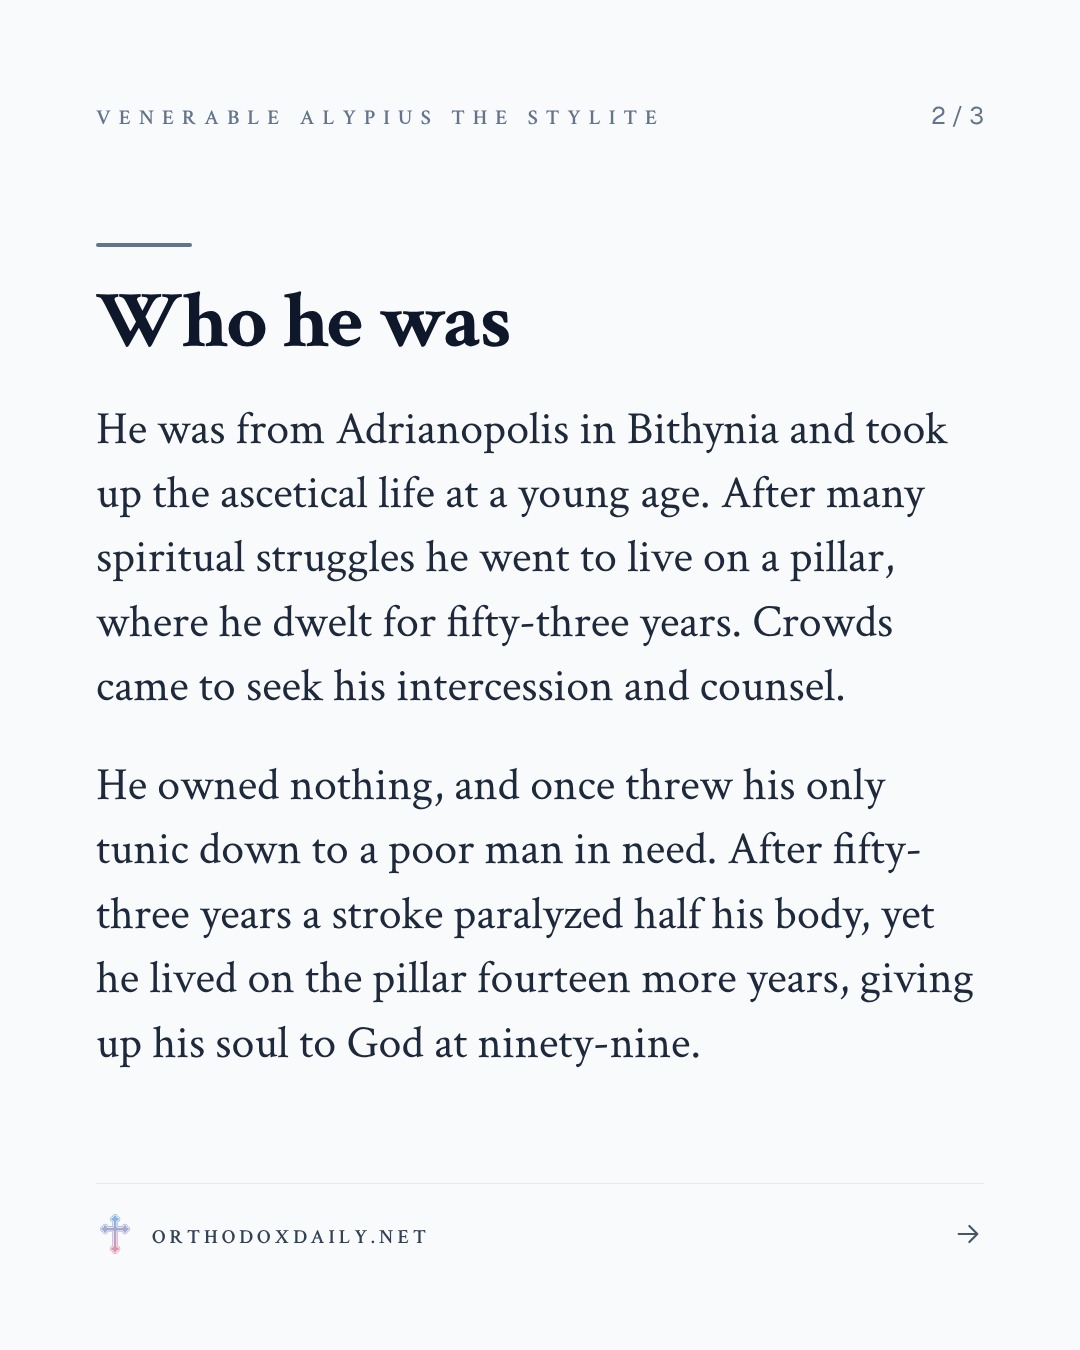 VENERABLE ALYPIUS THE STYLITE
2 / 3
Who he was
He was from Adrianopolis in Bithynia and took
up the ascetical life at a young age. After many
spiritual struggles he went to live on a pillar,
where he dwelt for fifty-three years. Crowds
came to seek his intercession and counsel.
He owned nothing, and once threw his only
tunic down to a poor man in need. After fifty-
three years a stroke paralyzed half his body, yet
he lived on the pillar fourteen more years, giving
up his soul to God at ninety-nine.
ORTHODOXDAILY.NET